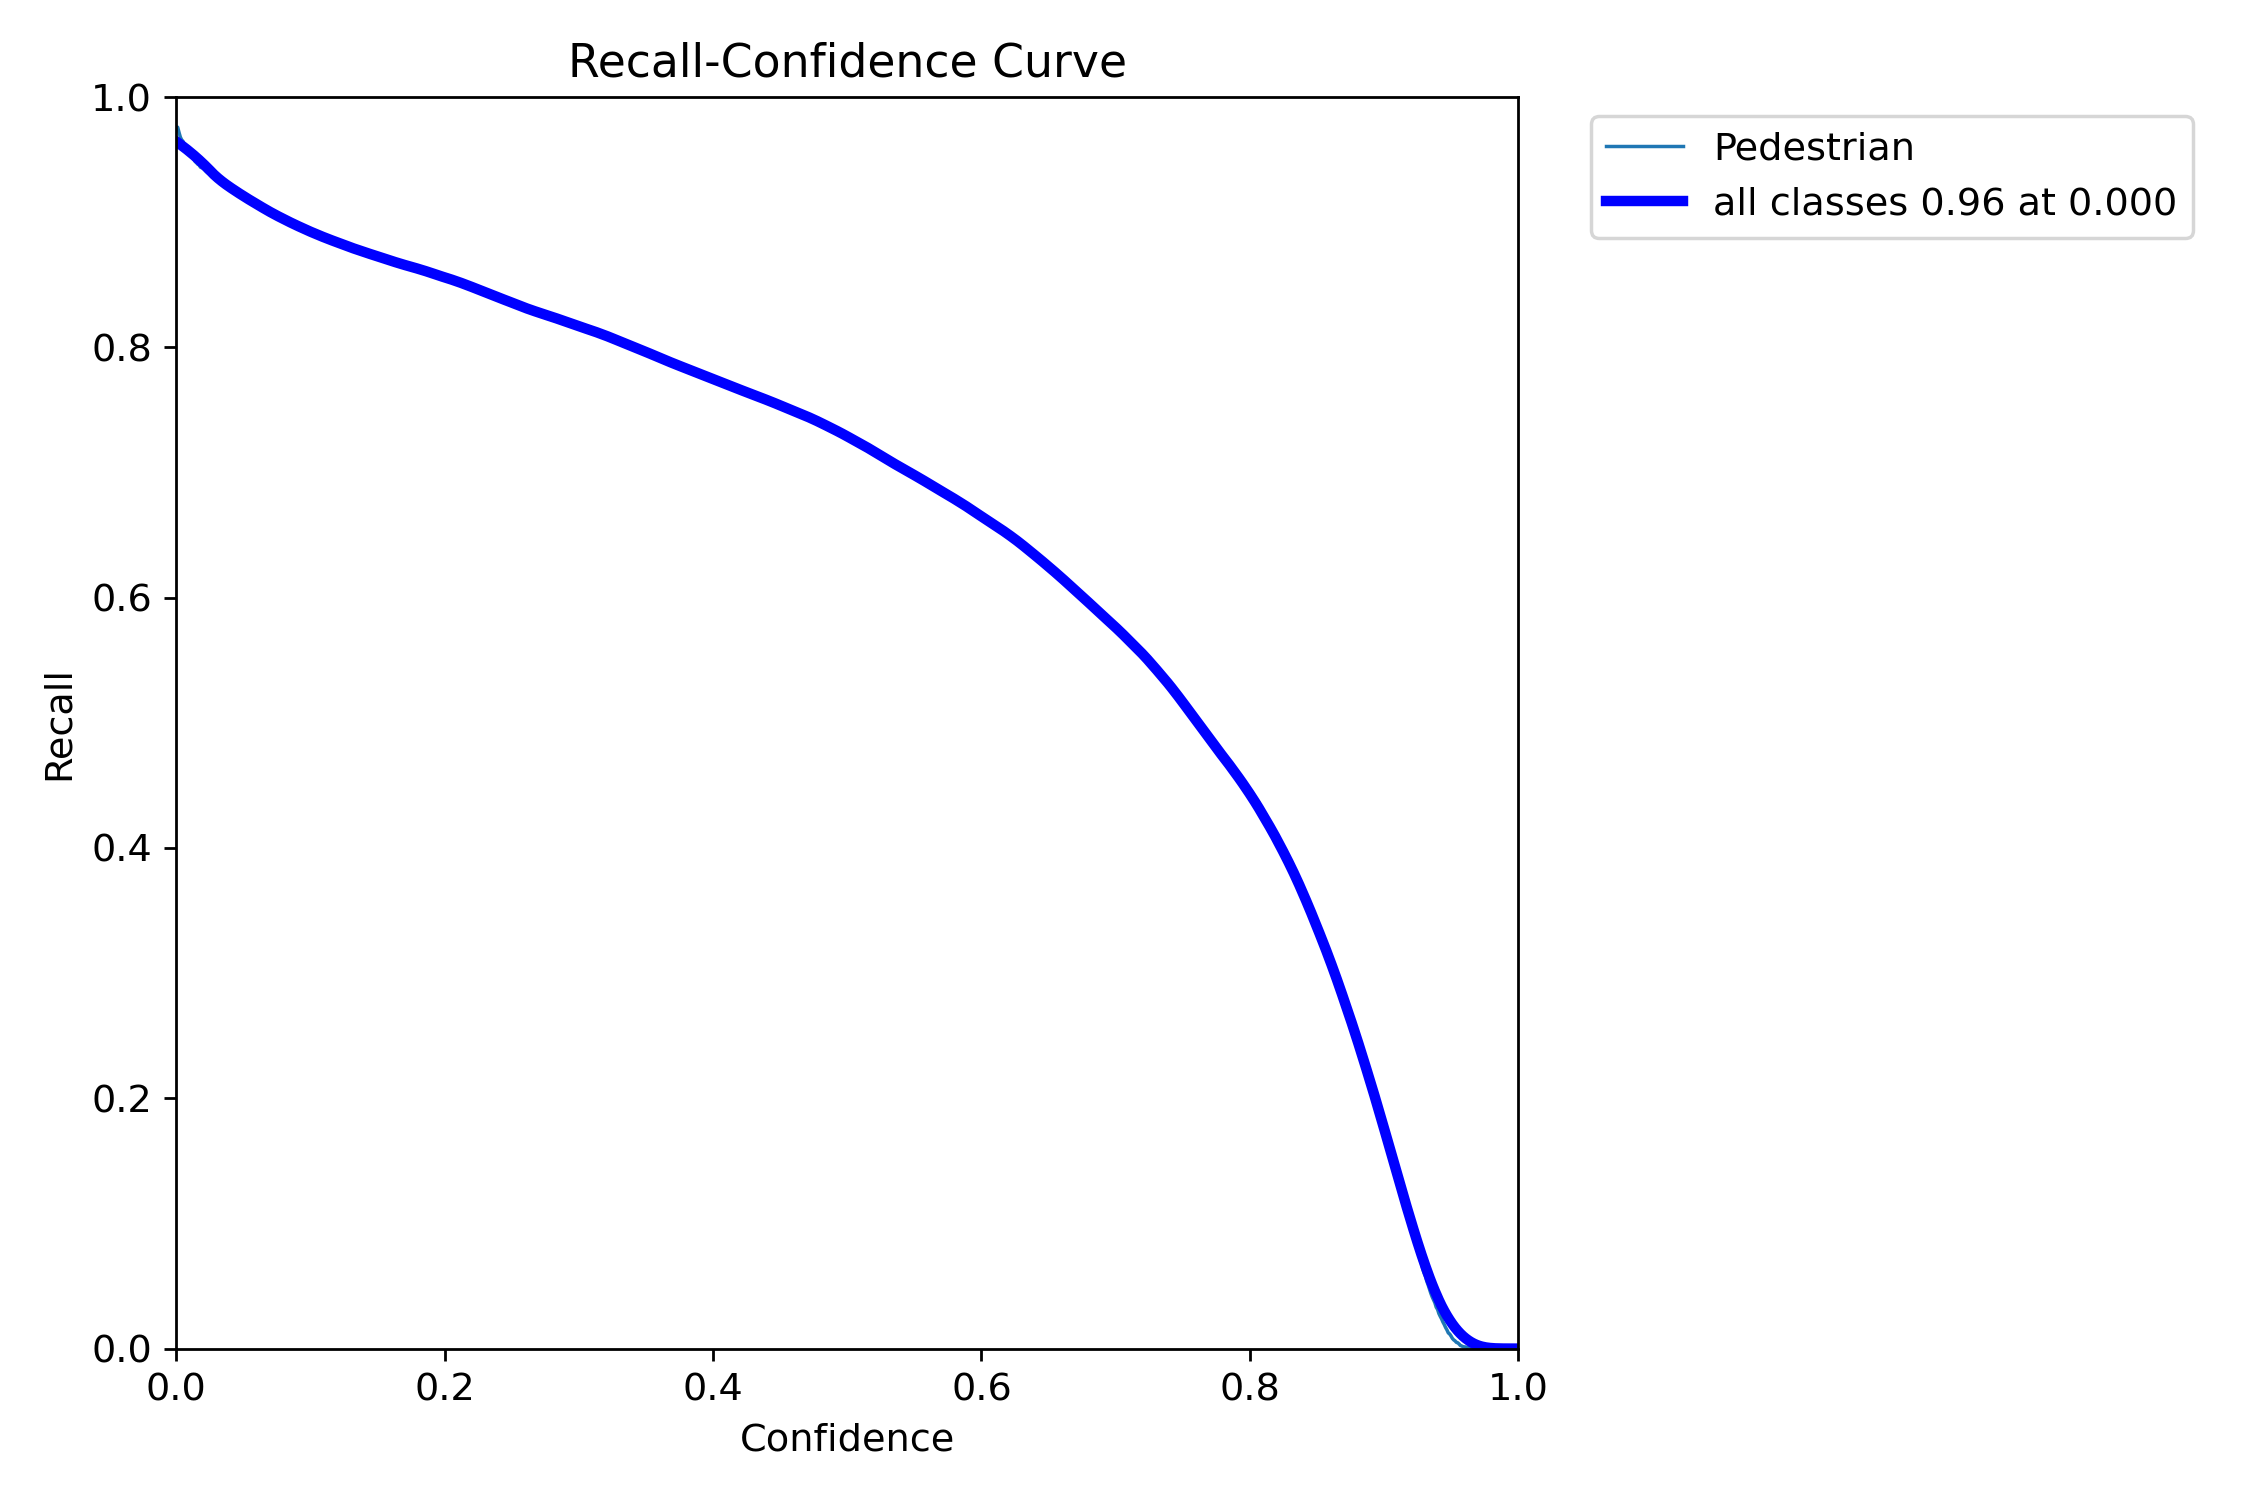 Recall-Confidence Curve
1.0
0.8
0.6
0.4
0.2
0.0
Recall
0.0 0.2 0.4 0.6 0.8 1.0
Confidence
Pedestrian
all classes 0.96 at 0.000